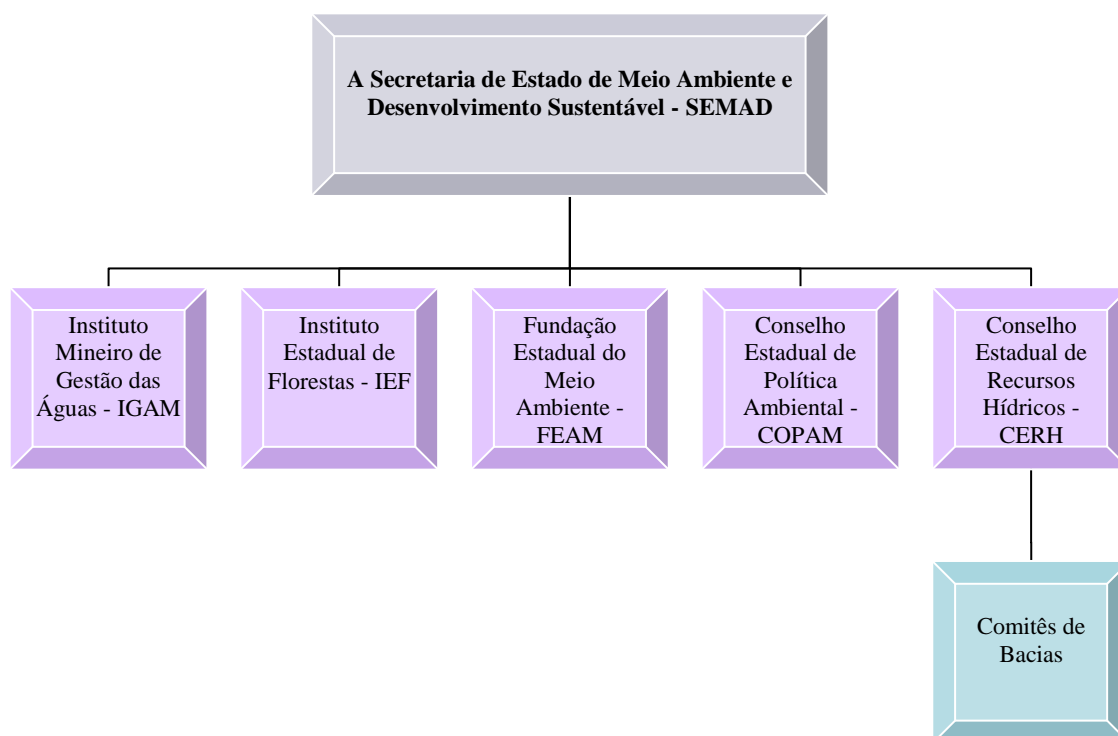 A Secretaria de Estado de Meio Ambiente e
Desenvolvimento Sustentável - SEMAD
Instituto
Mineiro de
Gestão das
Águas - IGAM
Instituto
Estadual de
Florestas - IEF
Fundação
Estadual do
Meio
Ambiente -
FEAM
Conselho
Estadual de
Política
Ambiental -
COPAM
Conselho
Estadual de
Recursos
Hídricos -
CERH
Comitês de
Bacias